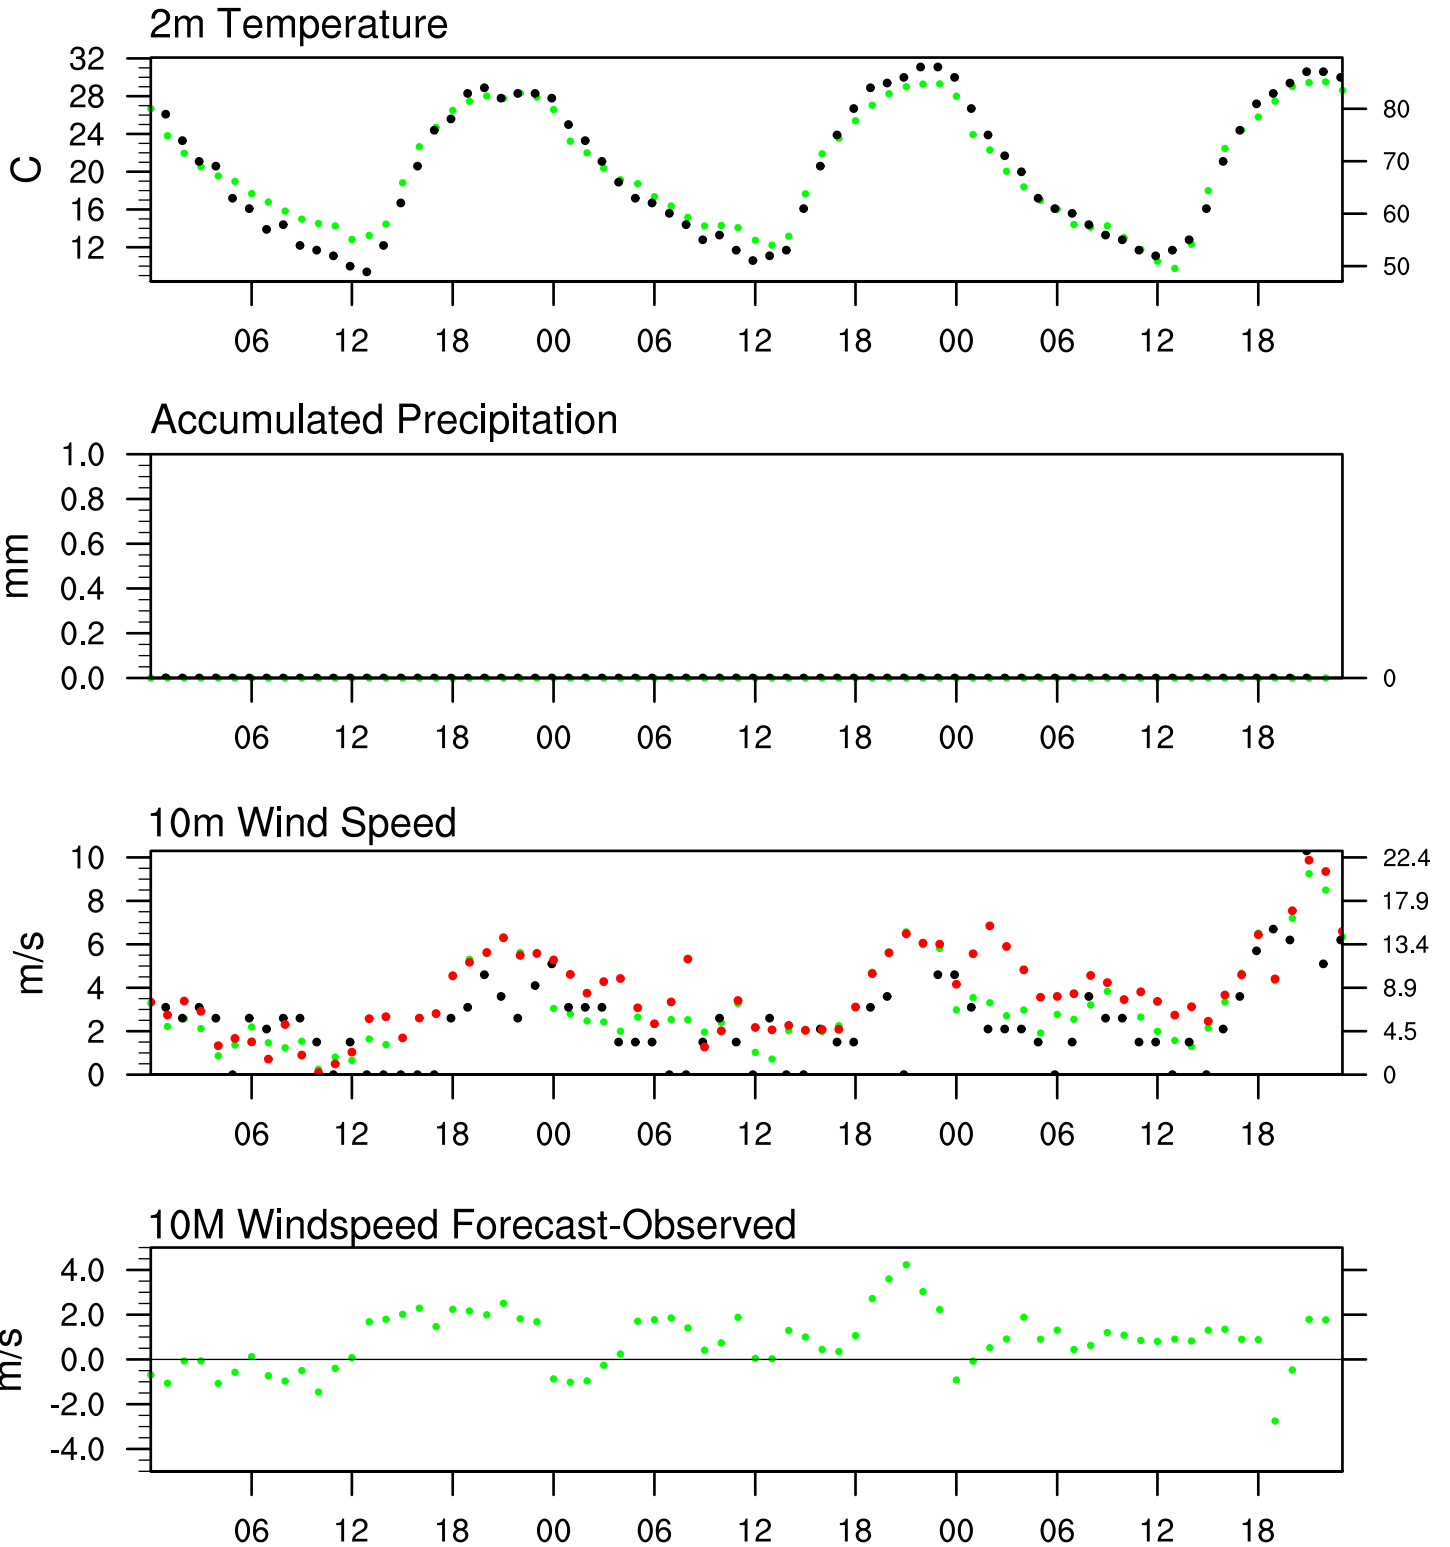 2m Temperature
32
28
24
20
16
12
C
80
70
60
50
06 12 18 00 06 12 18 00 06 12 18
Accumulated Precipitation
1.0
0.8
0.6
0.4
0.2
0.0
mm
0
06 12 18 00 06 12 18 00 06 12 18
10m Wind Speed
10
8
6
4
2
0
m/s
22.4
17.9
13.4
8.9
4.5
0
06 12 18 00 06 12 18 00 06 12 18
10M Windspeed Forecast-Observed
4.0
2.0
0.0
-2.0
-4.0
m/s
06 12 18 00 06 12 18 00 06 12 18